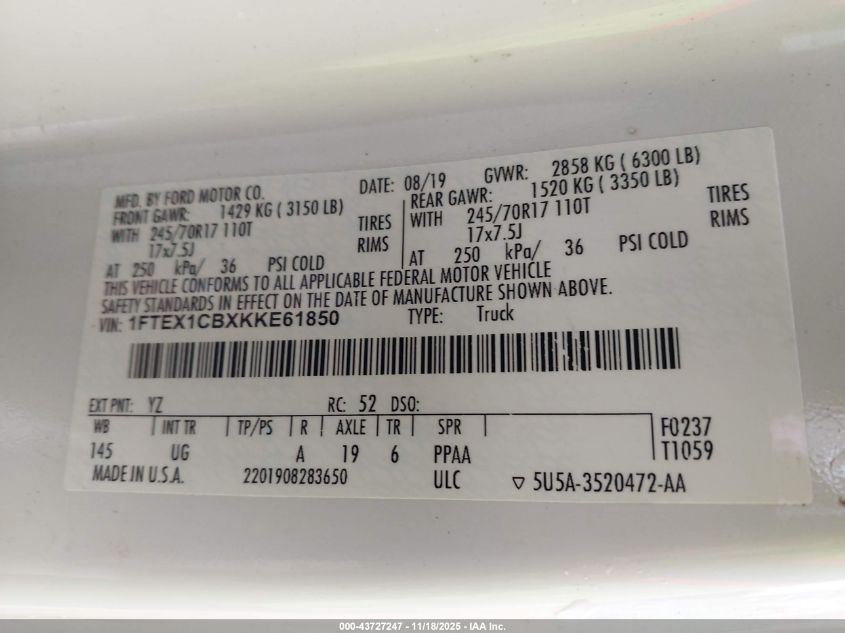 MFD. BY FORD MOTOR CO.
DATE: 08/19 GVWR: 2858 KG ( 6300 LB)
FRONT GAWR: 1429 KG ( 3150 LB)
WITH 245/70R17 110T TIRES
17x7.5J RIMS
AT 250 kPa/ 36 PSI COLD
REAR GAWR: 1520 KG ( 3350 LB)
WITH 245/70R17 110T TIRES
17x7.5J RIMS
AT 250 kPa/ 36 PSI COLD
THIS VEHICLE CONFORMS TO ALL APPLICABLE FEDERAL MOTOR VEHICLE
SAFETY STANDARDS IN EFFECT ON THE DATE OF MANUFACTURE SHOWN ABOVE.
VIN: 1FTEX1CBXKKE61850 TYPE: Truck
EXT PNT: YZ RC: 52 DSO:
WB INT TR TP/PS R AXLE TR SPR F0237
145 UG A 19 6 PPAA T1059
MADE IN U.S.A. 2201908283650 ULC ▽ 5U5A-3520472-AA
000-43727247 - 11/18/2025 - IAA Inc.